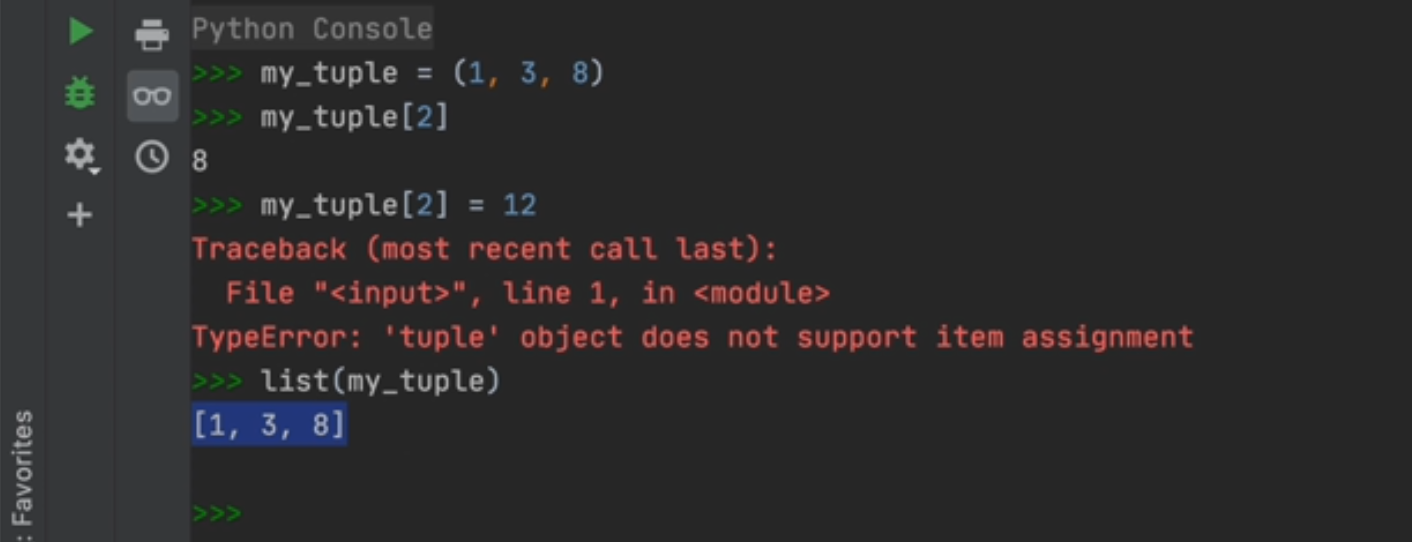 Python Console
>>> my_tuple = (1, 3, 8)
>>> my_tuple[2]
8
>>> my_tuple[2] = 12
Traceback (most recent call last):
  File "<input>", line 1, in <module>
TypeError: 'tuple' object does not support item assignment
>>> list(my_tuple)
[1, 3, 8]
>>>
: Favorites